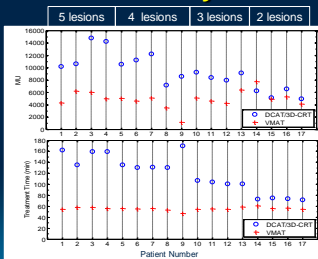 5 lesions 4 lesions 3 lesions 2 lesions
16000
14000
12000
10000
8000
6000
4000
2000
0
MU
DCAT/3D-CRT
VMAT
1 2 3 4 5 6 7 8 9 10 11 12 13 14 15 16 17
180
160
140
120
100
80
60
40
20
0
Treatment Time (min)
DCAT/3D-CRT
VMAT
1 2 3 4 5 6 7 8 9 10 11 12 13 14 15 16 17
Patient Number